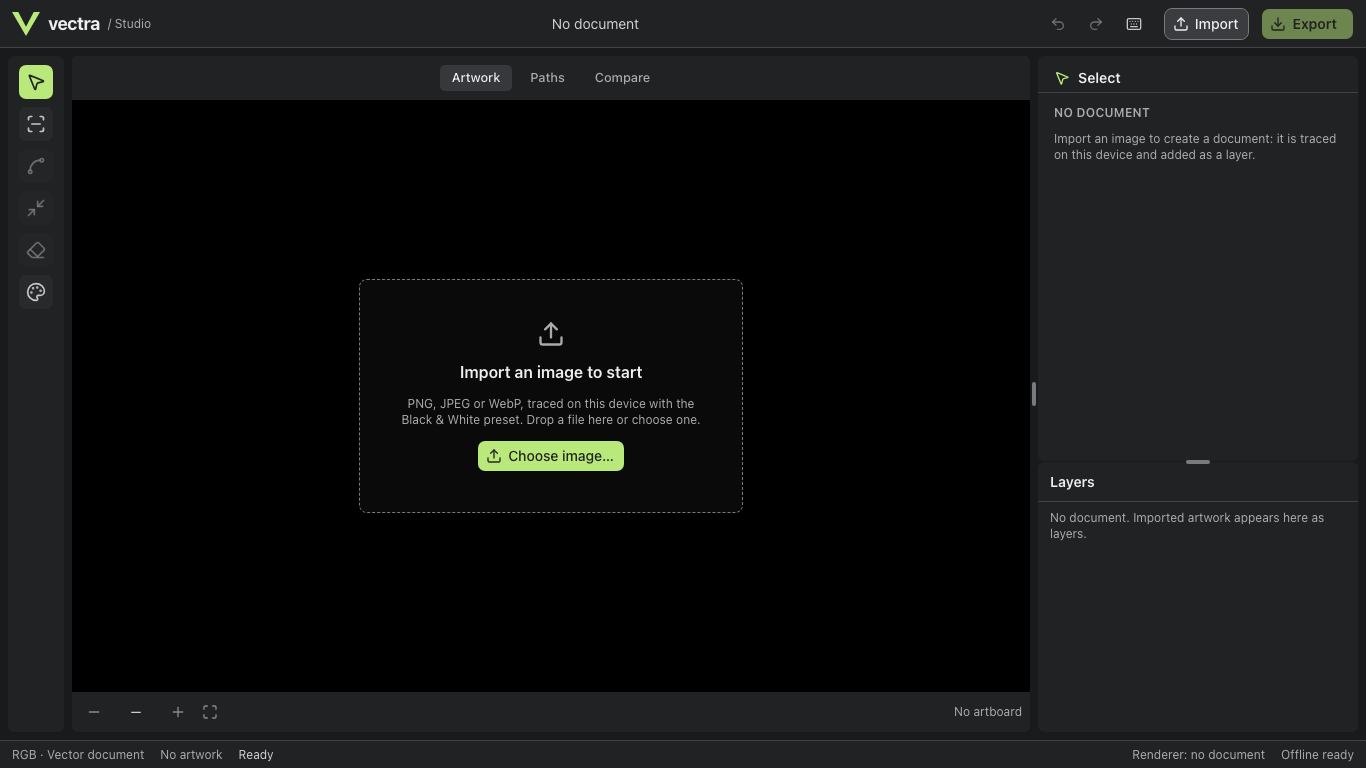 vectra / Studio
No document
Import
Export
Artwork
Paths
Compare
Import an image to start
PNG, JPEG or WebP, traced on this device with the
Black & White preset. Drop a file here or choose one.
Choose image...
No artboard
Select
NO DOCUMENT
Import an image to create a document: it is traced
on this device and added as a layer.
Layers
No document. Imported artwork appears here as
layers.
RGB · Vector document
No artwork
Ready
Renderer: no document
Offline ready